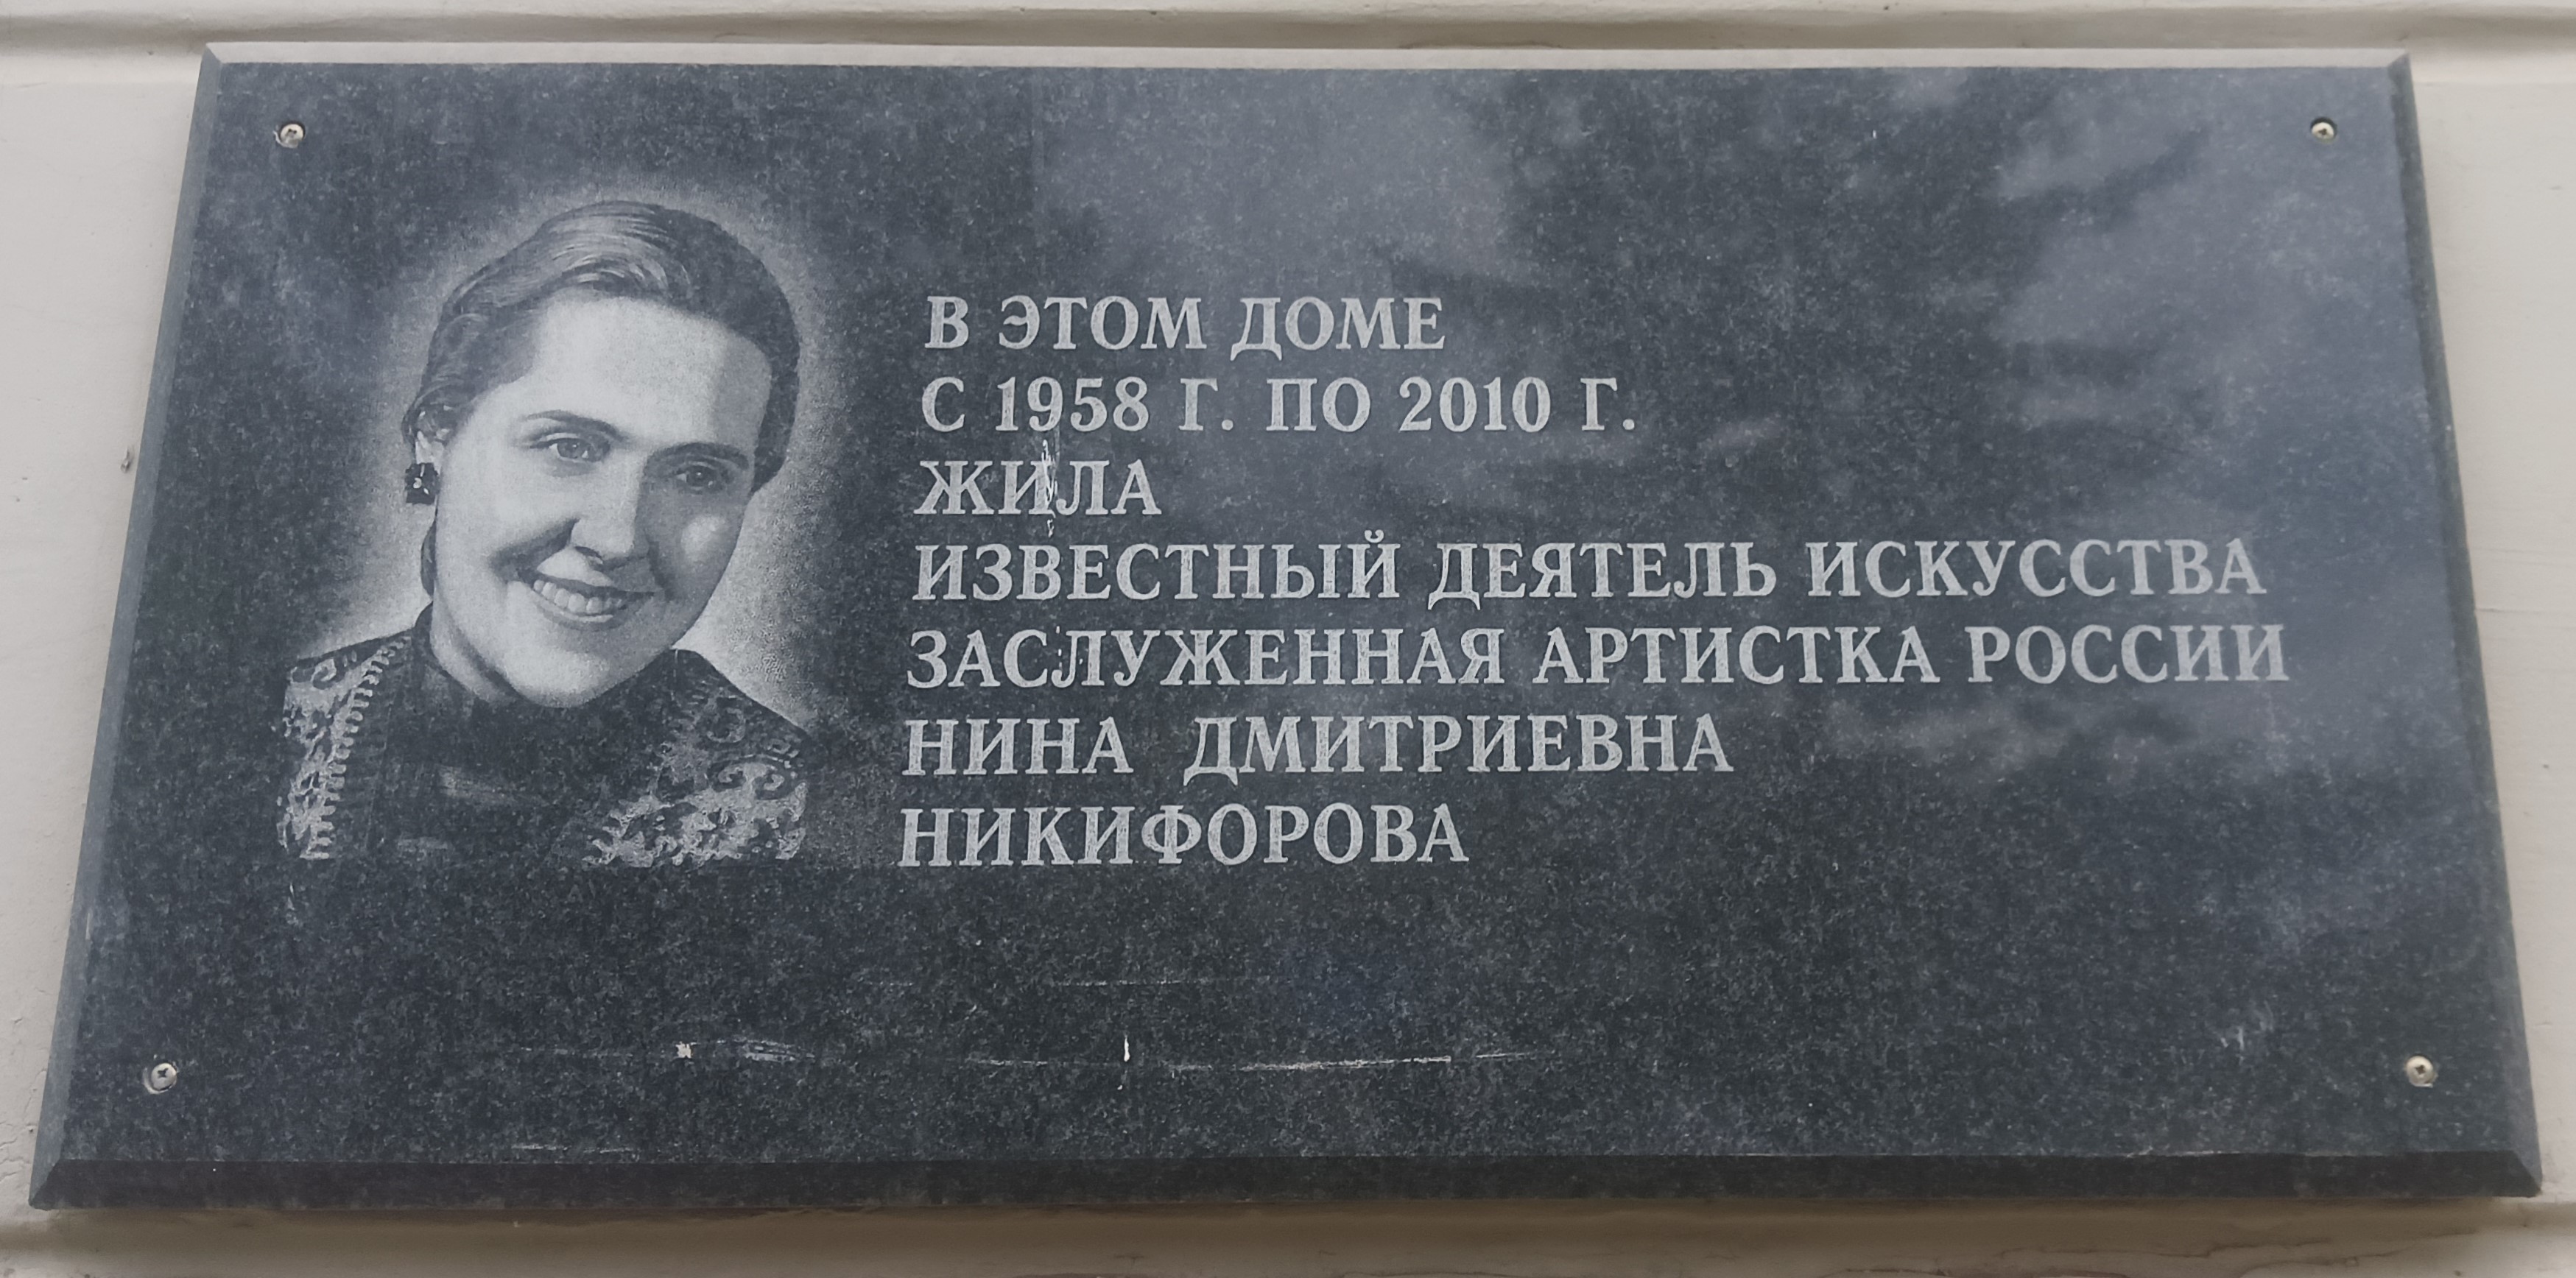 В ЭТОМ ДОМЕ
С 1958 Г. ПО 2010 Г.
ЖИЛА
ИЗВЕСТНЫЙ ДЕЯТЕЛЬ ИСКУССТВА
ЗАСЛУЖЕННАЯ АРТИСТКА РОССИИ
НИНА ДМИТРИЕВНА
НИКИФОРОВА